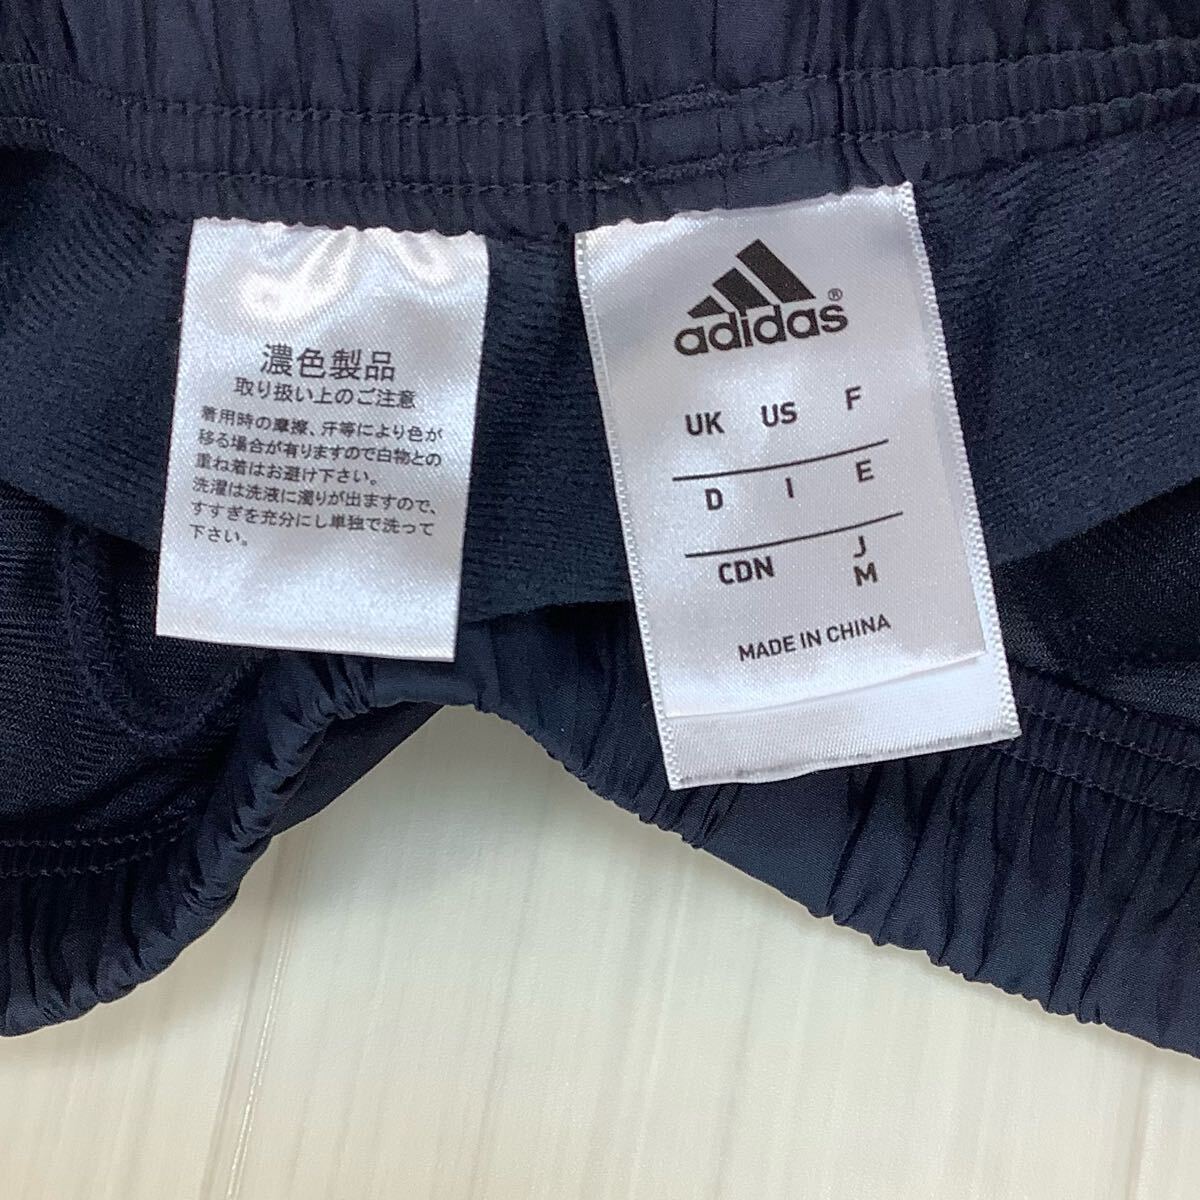 濃色製品
取り扱い上のご注意
着用時の摩擦、汗等により色が
移る場合が有りますので白物との
重ね着はお避け下さい。
洗濯は洗液に濁りが出ますので、
すすぎを充分にし単独で洗って
下さい。
adidas®
UK US F
D I E
CDN J
M
MADE IN CHINA